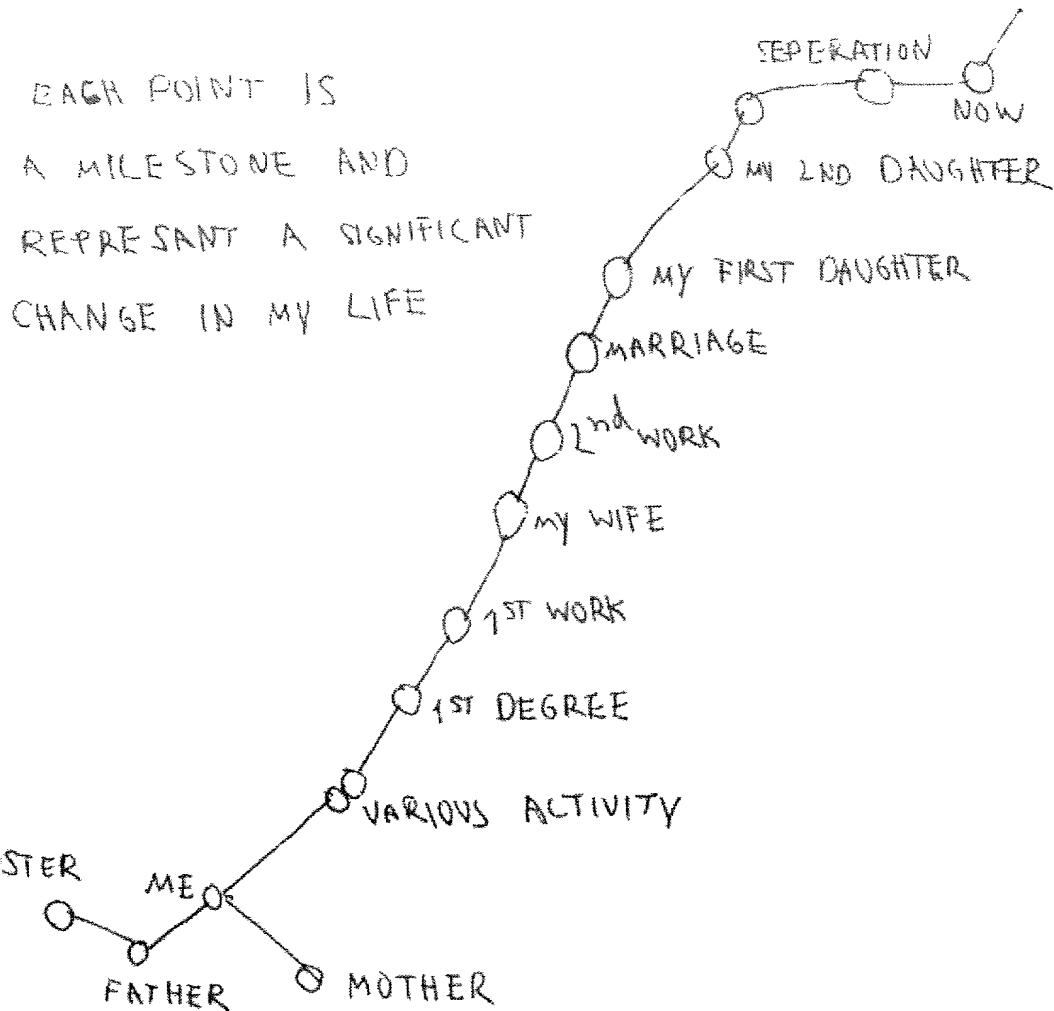 EACH POINT IS
A MILESTONE AND
REPRESANT A SIGNIFICANT
CHANGE IN MY LIFE
SEPERATION
NOW
MY 2ND DAUGHTER
MY FIRST DAUGHTER
MARRIAGE
2nd WORK
MY WIFE
1ST WORK
1ST DEGREE
VARIOUS ACTIVITY
STER
ME
FATHER
MOTHER